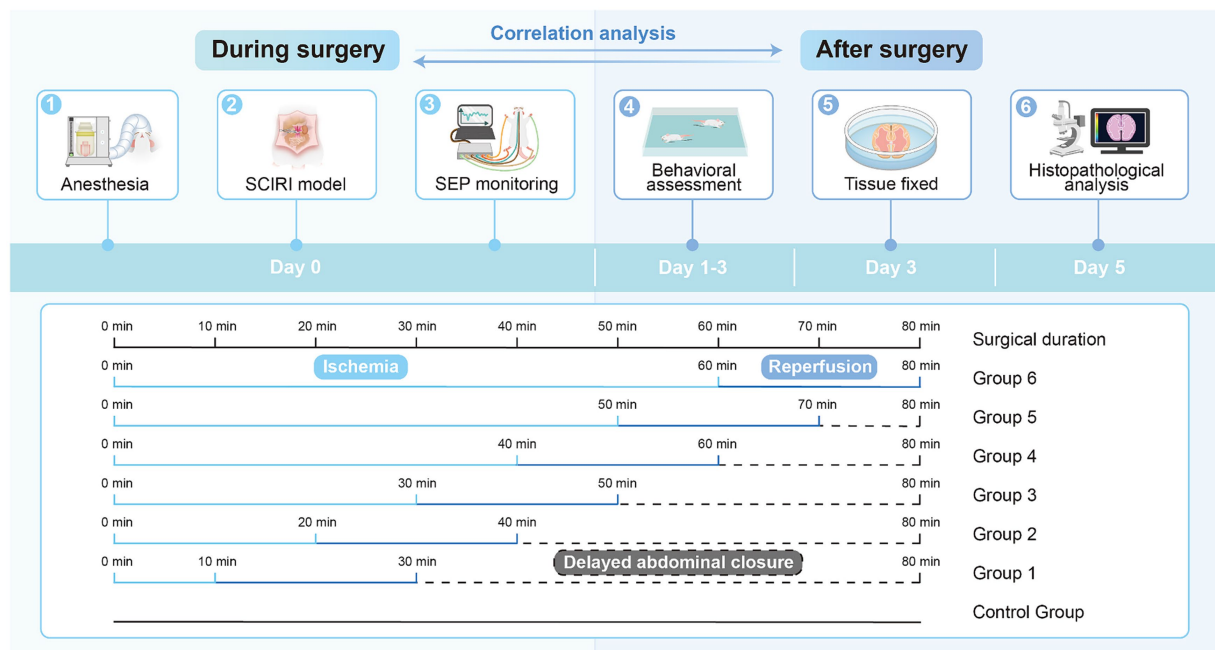 During surgery
Correlation analysis
After surgery
1
Anesthesia
2
SCIRI model
3
SEP monitoring
4
Behavioral
assessment
5
Tissue fixed
6
Histopathological
analysis
Day 0
Day 1-3
Day 3
Day 5
0 min 10 min 20 min 30 min 40 min 50 min 60 min 70 min 80 min Surgical duration
0 min Ischemia 60 min Reperfusion 80 min Group 6
0 min 50 min 70 min 80 min Group 5
0 min 40 min 60 min 80 min Group 4
0 min 30 min 50 min 80 min Group 3
0 min 20 min 40 min 80 min Group 2
0 min 10 min 30 min Delayed abdominal closure 80 min Group 1
Control Group